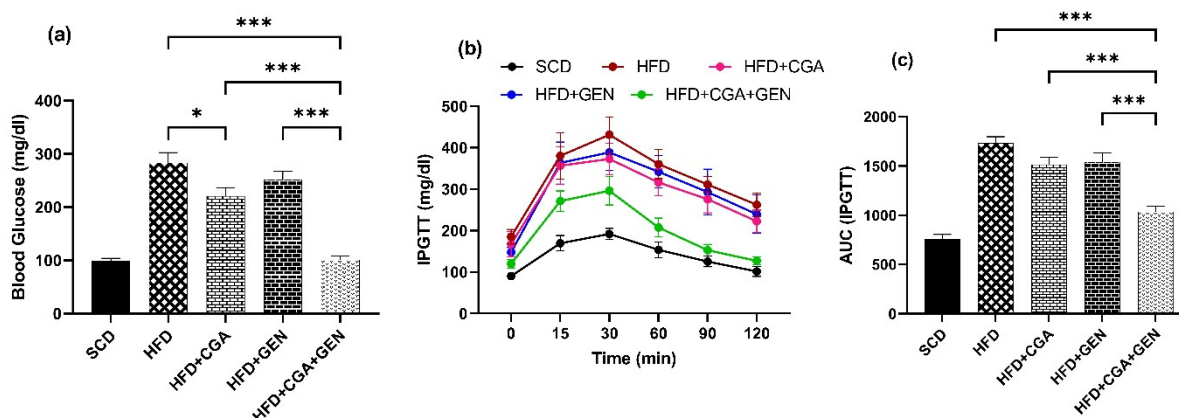 (a)
***
***
*
***
Blood Glucose (mg/dl)
400
300
200
100
0
SCD
HFD
HFD+CGA
HFD+GEN
HFD+CGA+GEN
(b)
SCD HFD HFD+CGA
HFD+GEN HFD+CGA+GEN
IPGTT (mg/dl)
500
400
300
200
100
0
0 15 30 60 90 120
Time (min)
(c)
***
***
***
AUC (IPGTT)
2000
1500
1000
500
0
SCD
HFD
HFD+CGA
HFD+GEN
HFD+CGA+GEN